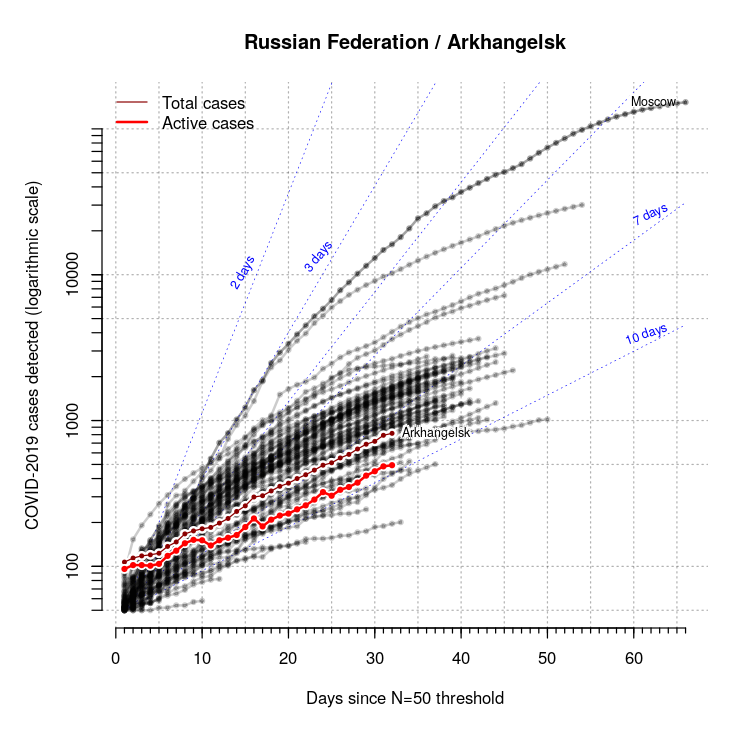 Russian Federation / Arkhangelsk
Total cases
Active cases
Moscow
2 days
3 days
7 days
10 days
Arkhangelsk
COVID-2019 cases detected (logarithmic scale)
10000
1000
100
0 10 20 30 40 50 60
Days since N=50 threshold